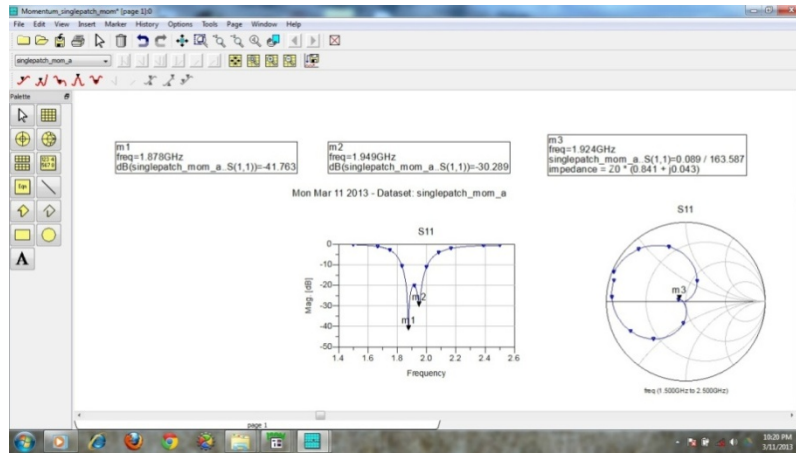 Momentum_singlepatch_mom* [page 1]:0
File Edit View Insert Marker History Options Tools Page Window Help
singlepatch_mom_a
Palette
Eqn
A
m1
freq=1.878GHz
dB(singlepatch_mom_a..S(1,1))=-41.763
m2
freq=1.949GHz
dB(singlepatch_mom_a..S(1,1))=-30.289
m3
freq=1.924GHz
singlepatch_mom_a..S(1,1)=0.089 / 163.587
impedance = Z0 * (0.841 + j0.043)
Mon Mar 11 2013 - Dataset: singlepatch_mom_a
S11
Mag. [dB]
0
-10
-20
-30
-40
-50
m1
m2
1.4 1.6 1.8 2.0 2.2 2.4 2.6
Frequency
S11
m3
freq (1.500GHz to 2.500GHz)
page 1
10:20 PM
3/11/2013